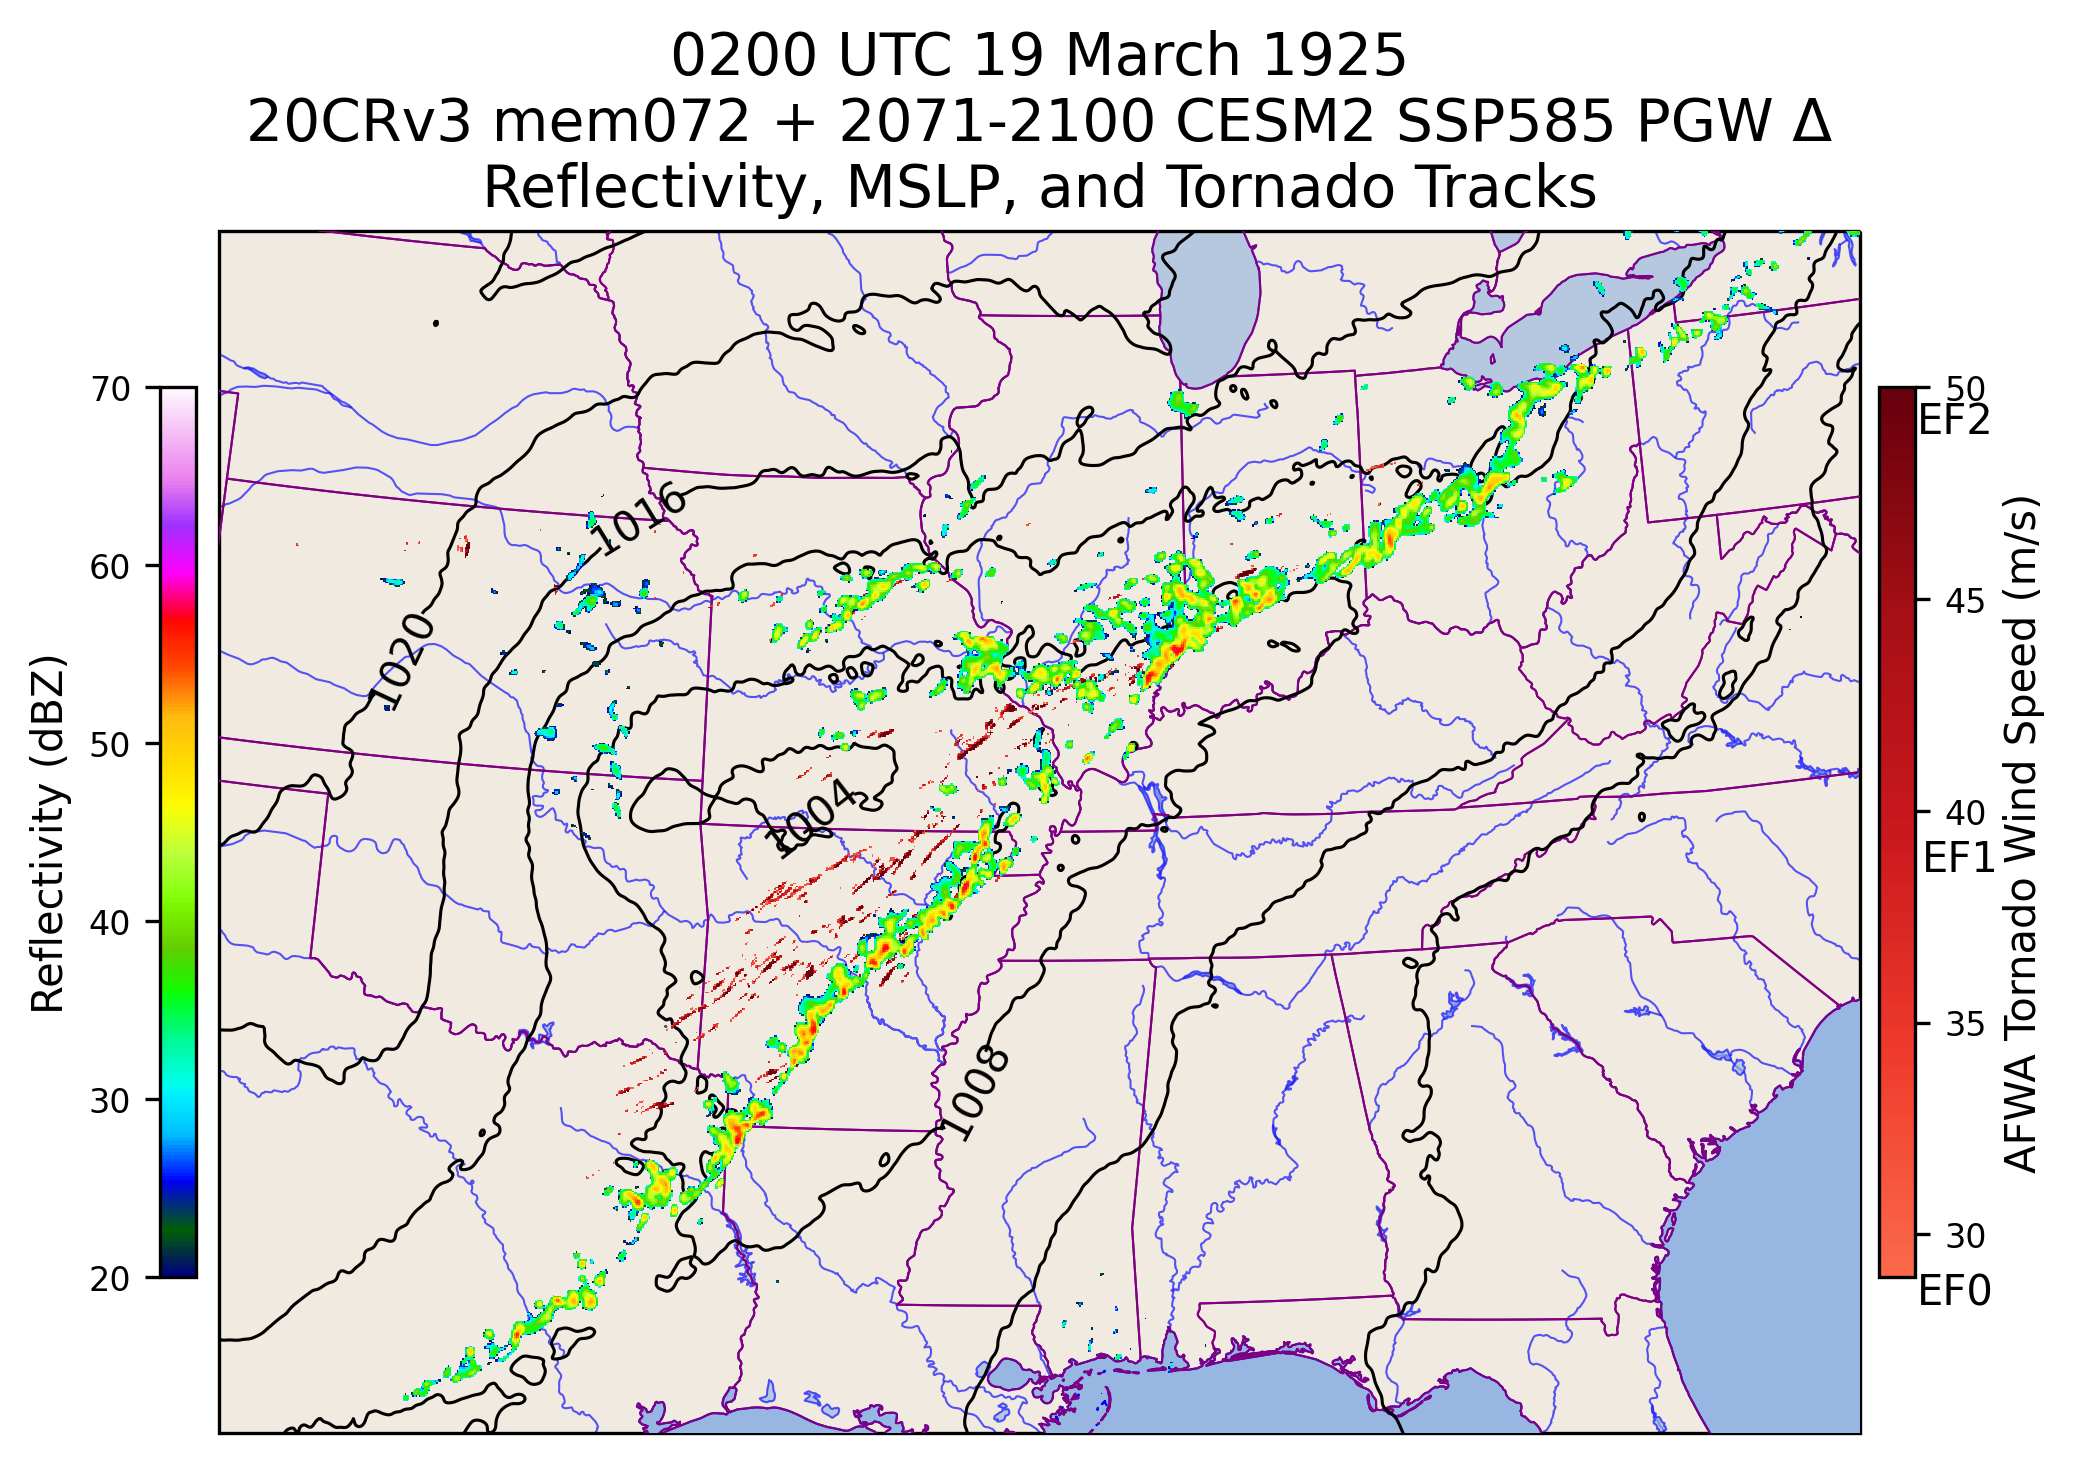 0200 UTC 19 March 1925
20CRv3 mem072 + 2071-2100 CESM2 SSP585 PGW Δ
Reflectivity, MSLP, and Tornado Tracks
Reflectivity (dBZ)
70
60
50
40
30
20
1016
1020
1004
1008
50
EF2
45
40
EF1
35
30
EF0
AFWA Tornado Wind Speed (m/s)